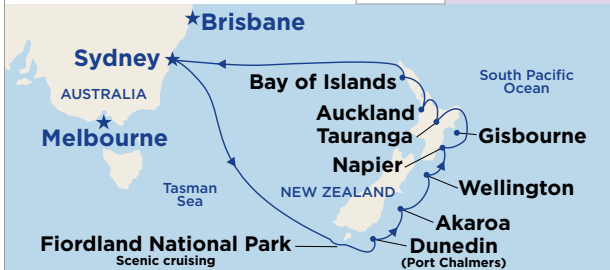 Brisbane
Sydney
AUSTRALIA
Melbourne
Bay of Islands
South Pacific
Ocean
Auckland
Tauranga
Gisbourne
Napier
Tasman
Sea
NEW ZEALAND
Wellington
Akaroa
Fiordland National Park
Scenic cruising
Dunedin
(Port Chalmers)